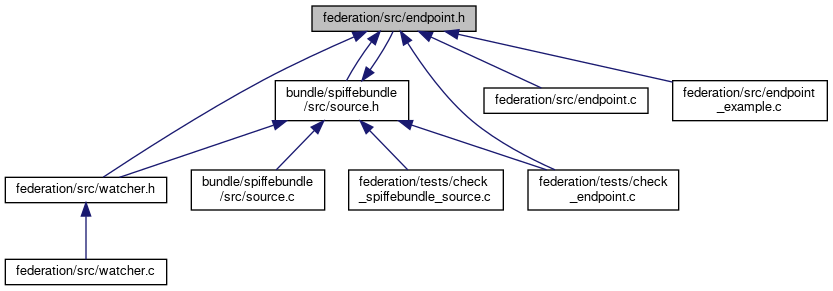 federation/src/endpoint.h
bundle/spiffebundle
/src/source.h
federation/src/endpoint.c
federation/src/endpoint
_example.c
federation/src/watcher.h
bundle/spiffebundle
/src/source.c
federation/tests/check
_spiffebundle_source.c
federation/tests/check
_endpoint.c
federation/src/watcher.c